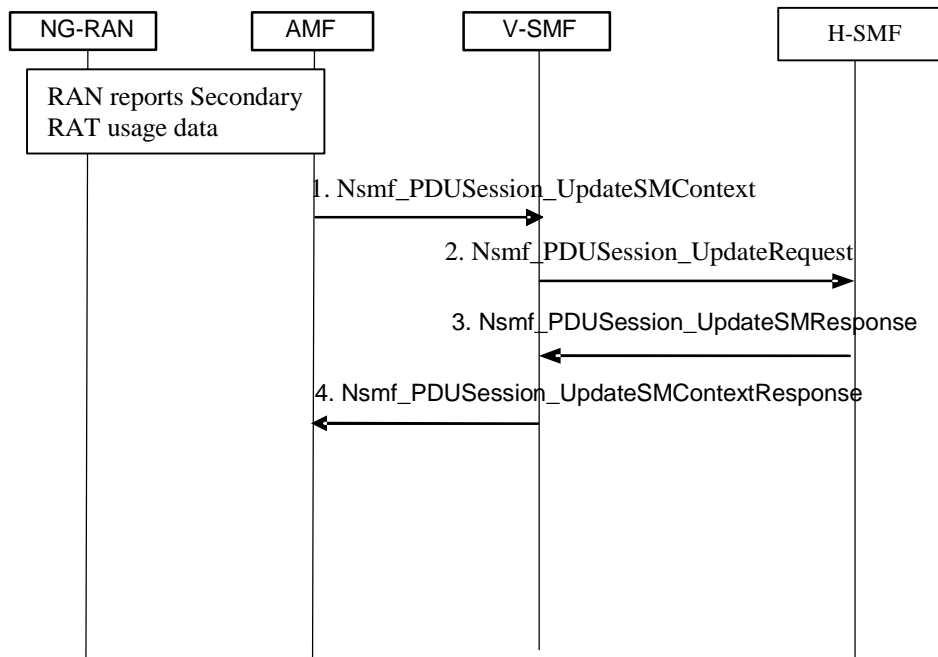 NG-RAN
AMF
V-SMF
H-SMF
RAN reports Secondary
RAT usage data
1. Nsmf_PDUSession_UpdateSMContext
2. Nsmf_PDUSession_UpdateRequest
3. Nsmf_PDUSession_UpdateSMResponse
4. Nsmf_PDUSession_UpdateSMContextResponse